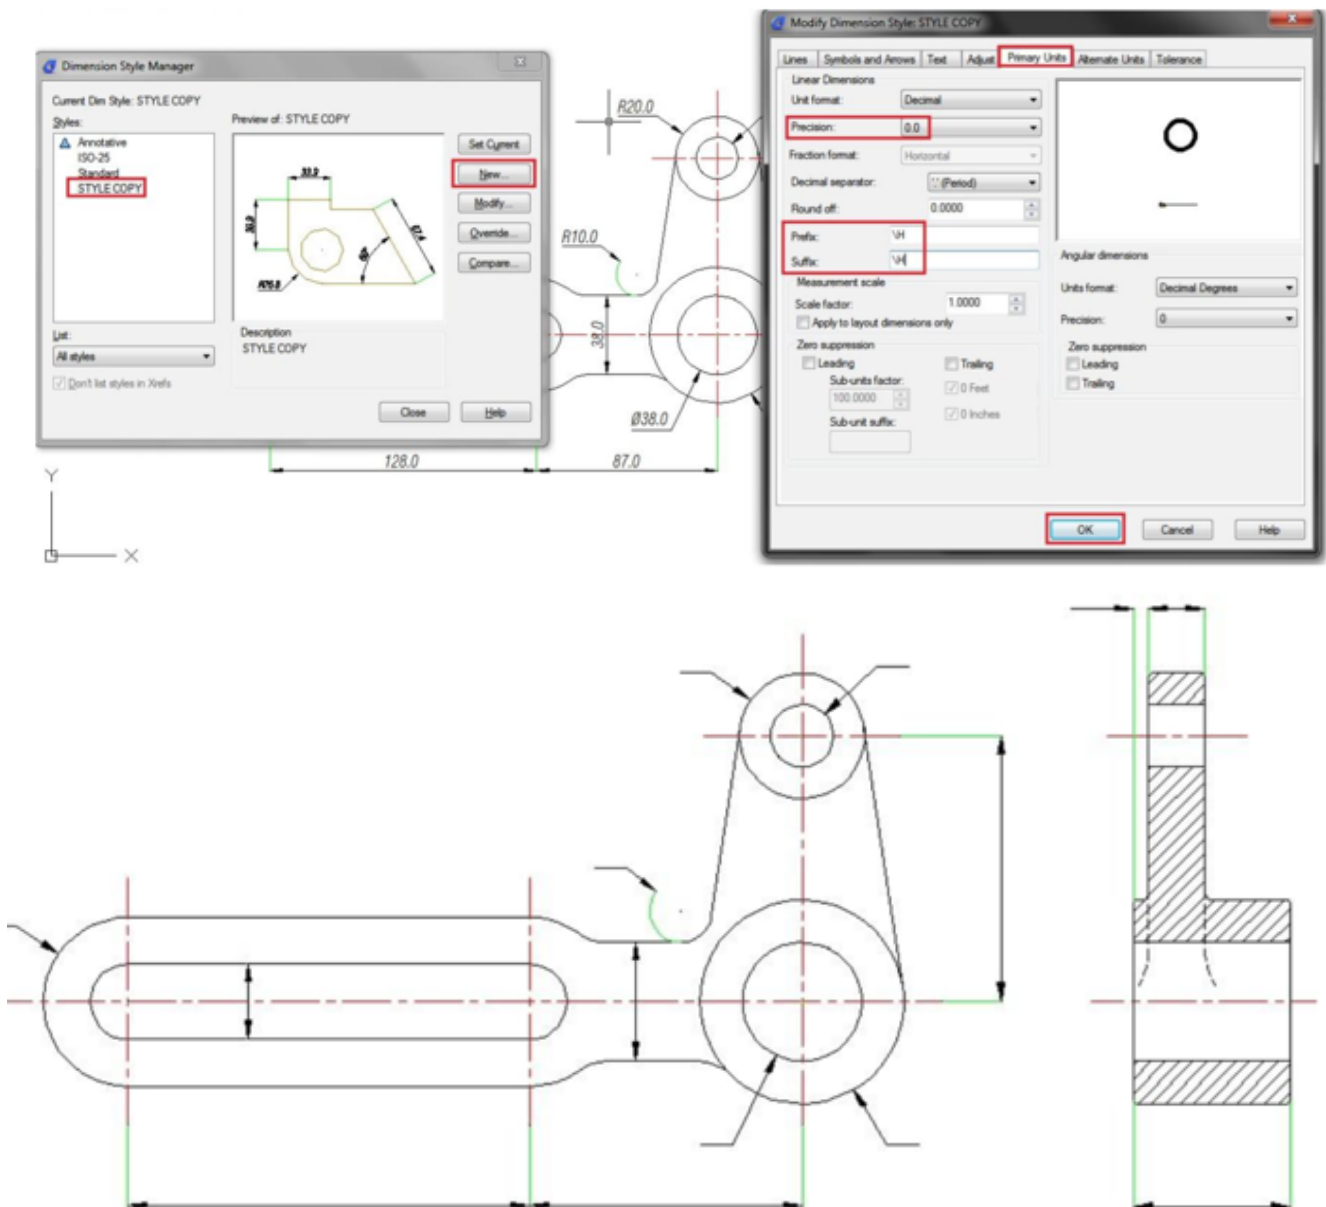 Dimension Style Manager
Current Dim Style: STYLE COPY
Styles:
Annotative
ISO-25
Standard
STYLE COPY
List:
All styles
Don't list styles in Xrefs
Preview of: STYLE COPY
Description
STYLE COPY
Set Current
New...
Modify...
Override...
Compare...
Close
Help
R20.0
R10.0
38.0
Ø38.0
128.0
87.0
Y
X
Modify Dimension Style: STYLE COPY
Lines
Symbols and Arrows
Text
Adjust
Primary Units
Alternate Units
Tolerance
Linear Dimensions
Unit format:
Decimal
Precision:
0.0
Fraction format:
Horizontal
Decimal separator:
'.' (Period)
Round off:
0.0000
Prefix:
\H
Suffix:
\H
Measurement scale
Scale factor:
1.0000
Apply to layout dimensions only
Zero suppression
Leading
Trailing
Sub-units factor:
100.0000
0 Feet
0 Inches
Sub-unit suffix:
Angular dimensions
Units format:
Decimal Degrees
Precision:
0
Zero suppression
Leading
Trailing
OK
Cancel
Help